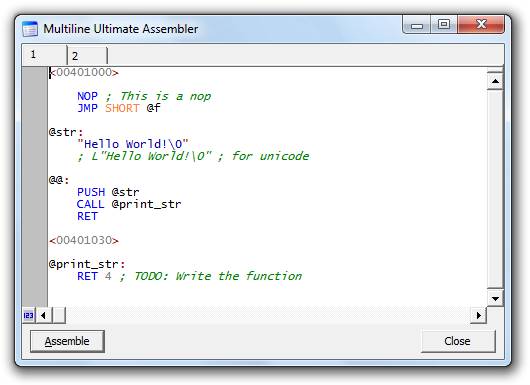 Multiline Ultimate Assembler
1 2
<00401000>
NOP ; This is a nop
JMP SHORT @f
@str:
"Hello World!\0"
; L"Hello World!\0" ; for unicode
@@:
PUSH @str
CALL @print_str
RET
<00401030>
@print_str:
RET 4 ; TODO: Write the function
123
Assemble Close